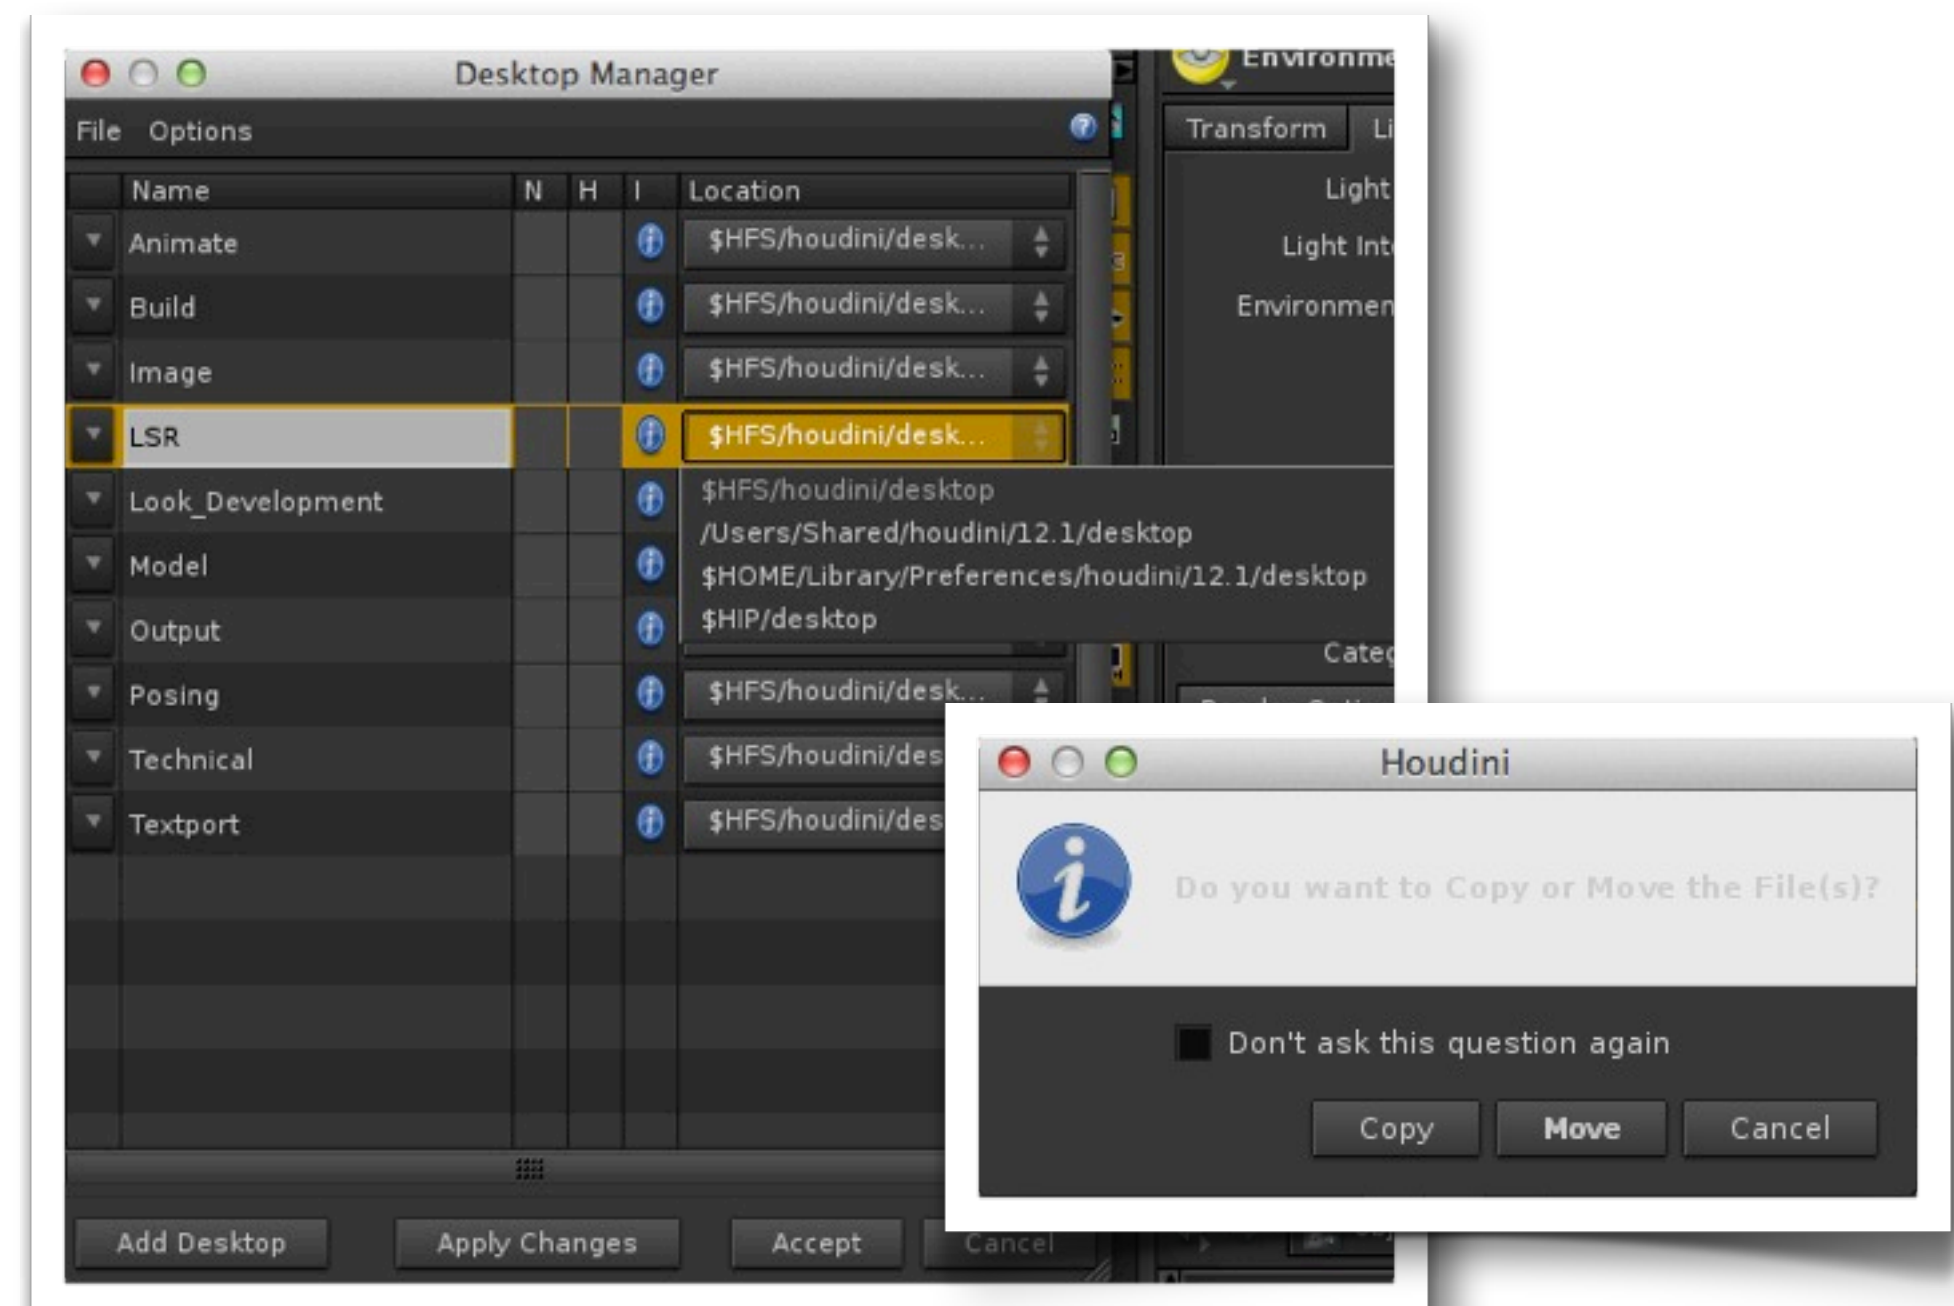 Desktop Manager
File Options
Name N H I Location
Animate $HFS/houdini/desk...
Build $HFS/houdini/desk...
Image $HFS/houdini/desk...
LSR $HFS/houdini/desk...
$HFS/houdini/desktop
/Users/Shared/houdini/12.1/desktop
$HOME/Library/Preferences/houdini/12.1/desktop
$HIP/desktop
Look_Development
Model
Output
Posing $HFS/houdini/desk...
Technical $HFS/houdini/des
Textport $HFS/houdini/des
Add Desktop Apply Changes Accept Cancel
Environme
Transform Li
Light
Light Inte
Environmen
Categ
Houdini
Do you want to Copy or Move the File(s)?
Don't ask this question again
Copy Move Cancel